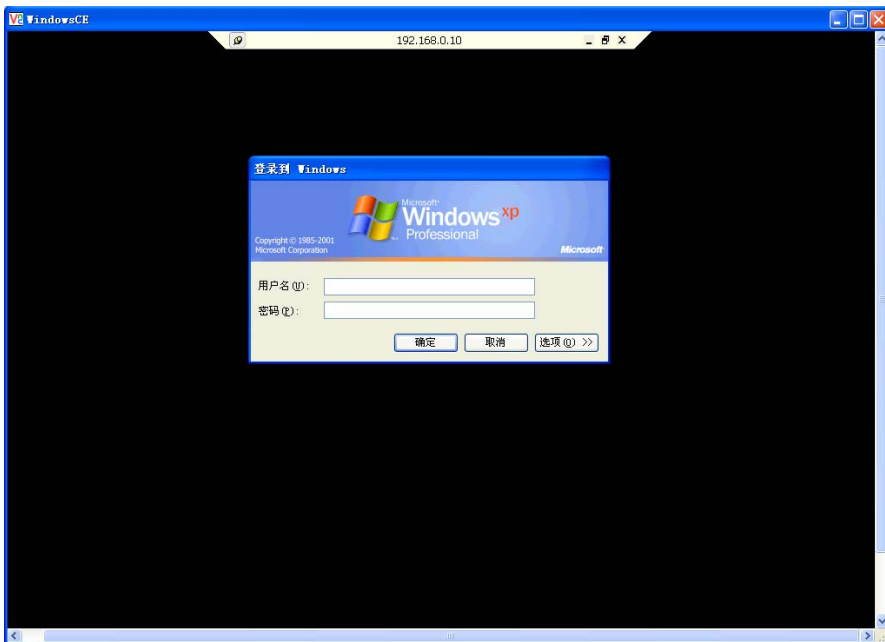 WindowsCE
192.168.0.10
登录到 Windows
Microsoft
Windows xp
Professional
Copyright © 1985-2001
Microsoft Corporation
Microsoft
用户名(U):
密码(P):
确定
取消
选项(O) >>